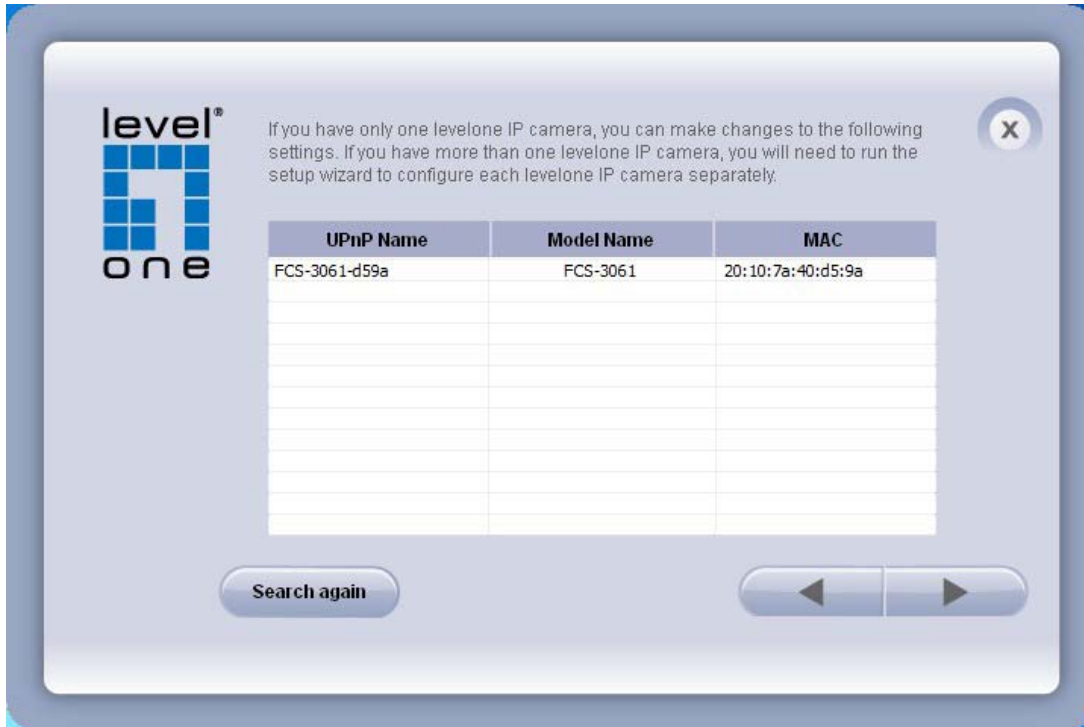 level®
one
If you have only one levelone IP camera, you can make changes to the following
settings. If you have more than one levelone IP camera, you will need to run the
setup wizard to configure each levelone IP camera separately.
X
UPnP Name Model Name MAC
FCS-3061-d59a FCS-3061 20:10:7a:40:d5:9a
Search again